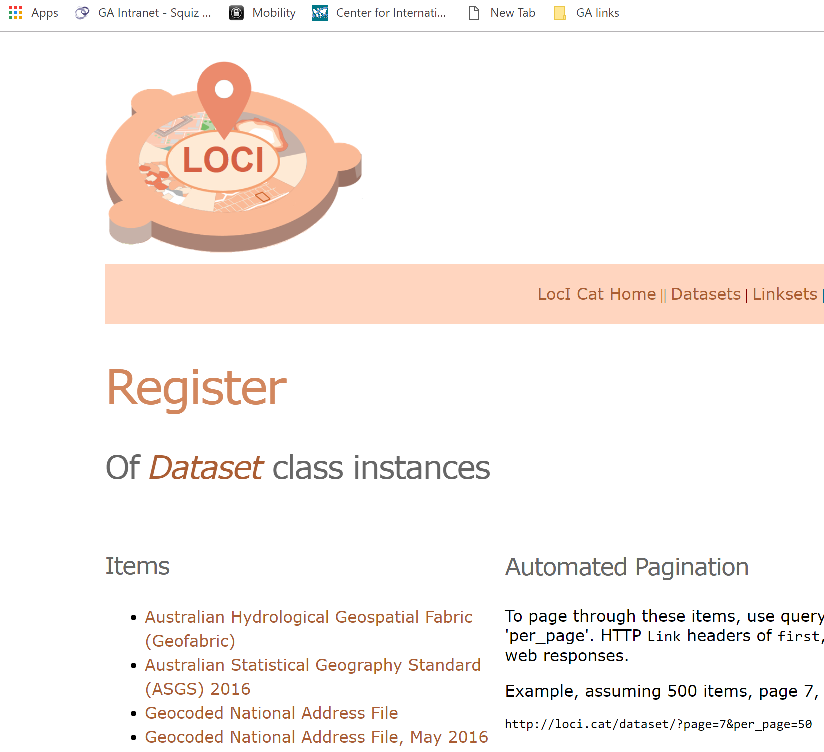 Apps GA Intranet - Squiz ... Mobility Center for Internati... New Tab GA links
LOCI
LocI Cat Home || Datasets | Linksets |
Register
Of Dataset class instances
Items
Australian Hydrological Geospatial Fabric
(Geofabric)
Australian Statistical Geography Standard
(ASGS) 2016
Geocoded National Address File
Geocoded National Address File, May 2016
Automated Pagination
To page through these items, use query
'per_page'. HTTP Link headers of first,
web responses.
Example, assuming 500 items, page 7,
http://loci.cat/dataset/?page=7&per_page=50